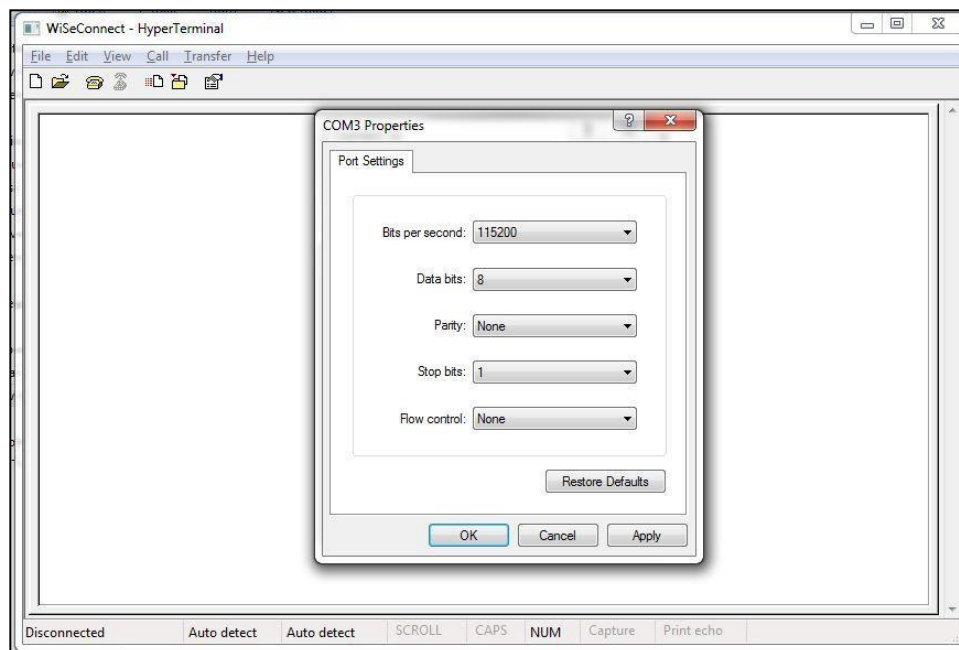 WiSeConnect - HyperTerminal
File Edit View Call Transfer Help
COM3 Properties
Port Settings
Bits per second: 115200
Data bits: 8
Parity: None
Stop bits: 1
Flow control: None
Restore Defaults
OK Cancel Apply
Disconnected Auto detect Auto detect SCROLL CAPS NUM Capture Print echo